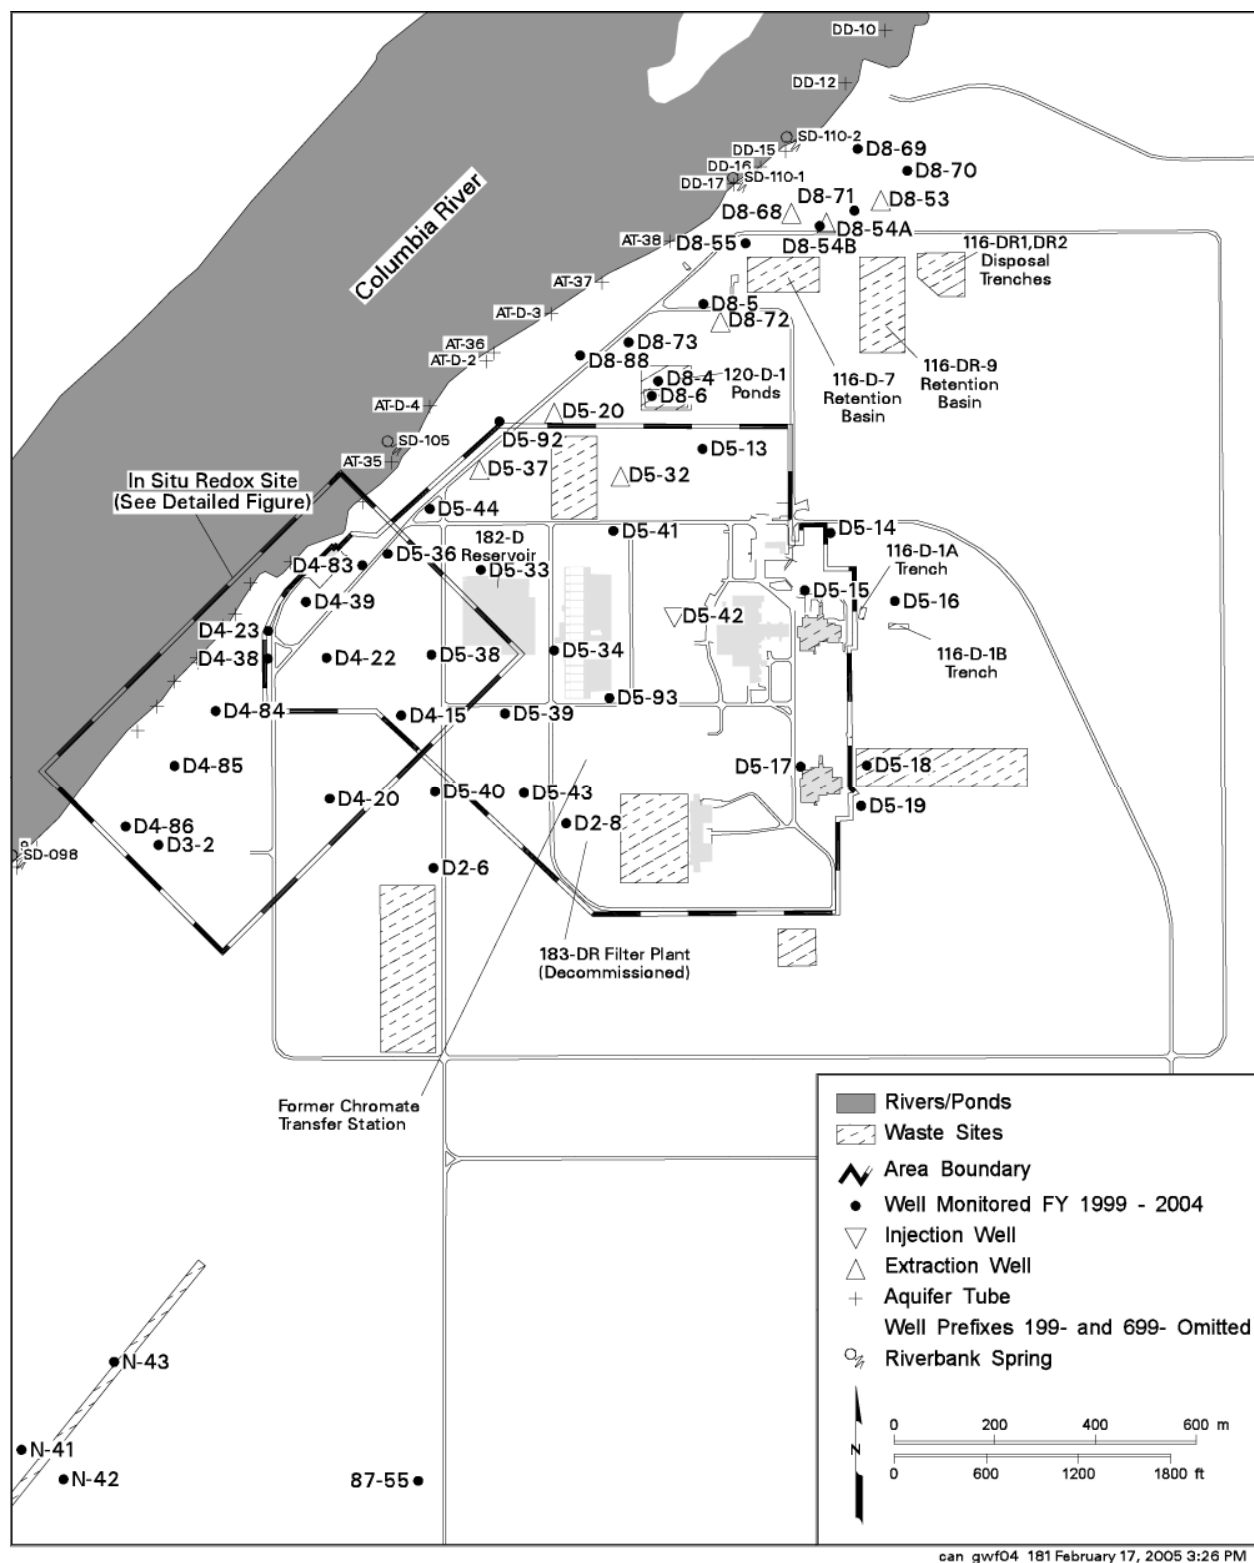 DD-10
DD-12
SD-110-2
DD-15
D8-69
DD-16
D8-70
SD-110-1
DD-17
D8-71
D8-53
D8-68
D8-54A
AT-38
D8-55
D8-54B
116-DR1,DR2
Disposal
Trenches
Columbia River
AT-37
D8-5
AT-D-3
D8-72
D8-73
AT-36
AT-D-2
D8-88
120-D-1
Ponds
D8-4
D8-6
116-D-7
Retention
Basin
116-DR-9
Retention
Basin
AT-D-4
D5-20
SD-105
D5-92
D5-13
AT-35
D5-37
D5-32
In Situ Redox Site
(See Detailed Figure)
D5-44
D5-41
D5-14
182-D
Reservoir
D5-36
D4-83
D5-33
116-D-1A
Trench
D5-15
D5-16
D4-39
D5-42
D4-23
D4-38
D4-22
D5-38
D5-34
116-D-1B
Trench
D5-93
D4-84
D4-15
D5-39
D4-85
D5-17
D5-18
D4-20
D5-40
D5-43
D5-19
D4-86
D2-8
D3-2
SD-098
D2-6
183-DR Filter Plant
(Decommissioned)
Former Chromate
Transfer Station
Rivers/Ponds
Waste Sites
Area Boundary
Well Monitored FY 1999 - 2004
Injection Well
Extraction Well
Aquifer Tube
Well Prefixes 199- and 699- Omitted
Riverbank Spring
N-43
N-41
N-42
87-55
N
0 200 400 600 m
0 600 1200 1800 ft
can_gwf04_181 February 17, 2005 3:26 PM